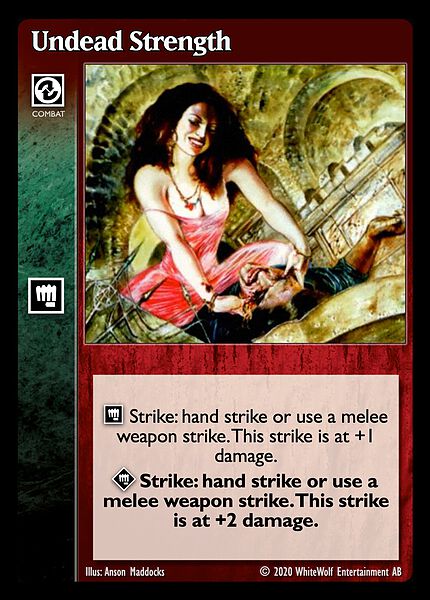 Undead Strength
COMBAT
Strike: hand strike or use a melee
weapon strike. This strike is at +1
damage.
Strike: hand strike or use a
melee weapon strike. This strike
is at +2 damage.
Illus: Anson Maddocks
© 2020 WhiteWolf Entertainment AB